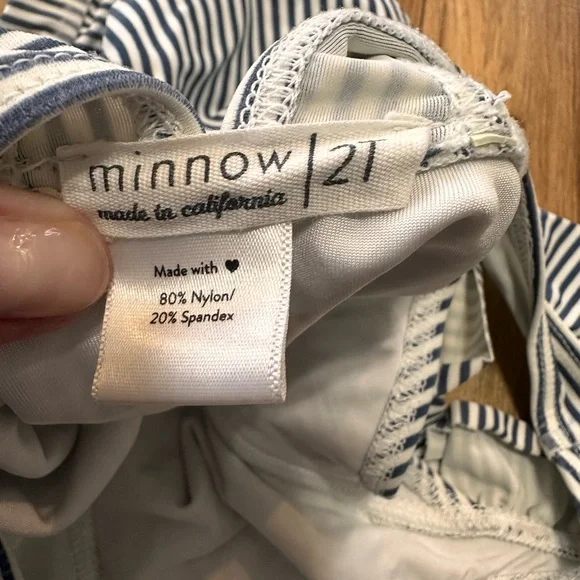 minnow | 2T
made in california
Made with ♥
80% Nylon/
20% Spandex